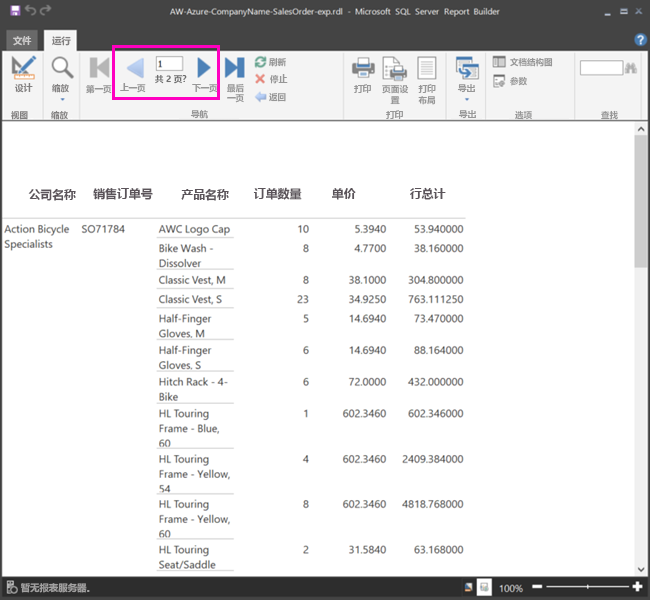 AW-Azure-CompanyName-SalesOrder-exp.rdl - Microsoft SQL Server Report Builder
文件 运行
设计
视图
缩放
缩放
第一页
上一页
1
共 2 页?
下一页
最后一页
刷新
停止
返回
导航
打印
页面设置
打印布局
打印
导出
导出
文档结构图
参数
选项
查找
公司名称 销售订单号 产品名称 订单数量 单价 行总计
Action Bicycle Specialists SO71784 AWC Logo Cap 10 5.3940 53.940000
Bike Wash - Dissolver 8 4.7700 38.160000
Classic Vest, M 8 38.1000 304.800000
Classic Vest, S 23 34.9250 763.111250
Half-Finger Gloves, M 5 14.6940 73.470000
Half-Finger Gloves, S 6 14.6940 88.164000
Hitch Rack - 4-Bike 6 72.0000 432.000000
HL Touring Frame - Blue, 60 1 602.3460 602.346000
HL Touring Frame - Yellow, 54 4 602.3460 2409.384000
HL Touring Frame - Yellow, 60 8 602.3460 4818.768000
HL Touring Seat/Saddle 2 31.5840 63.168000
暂无报表服务器。
100%